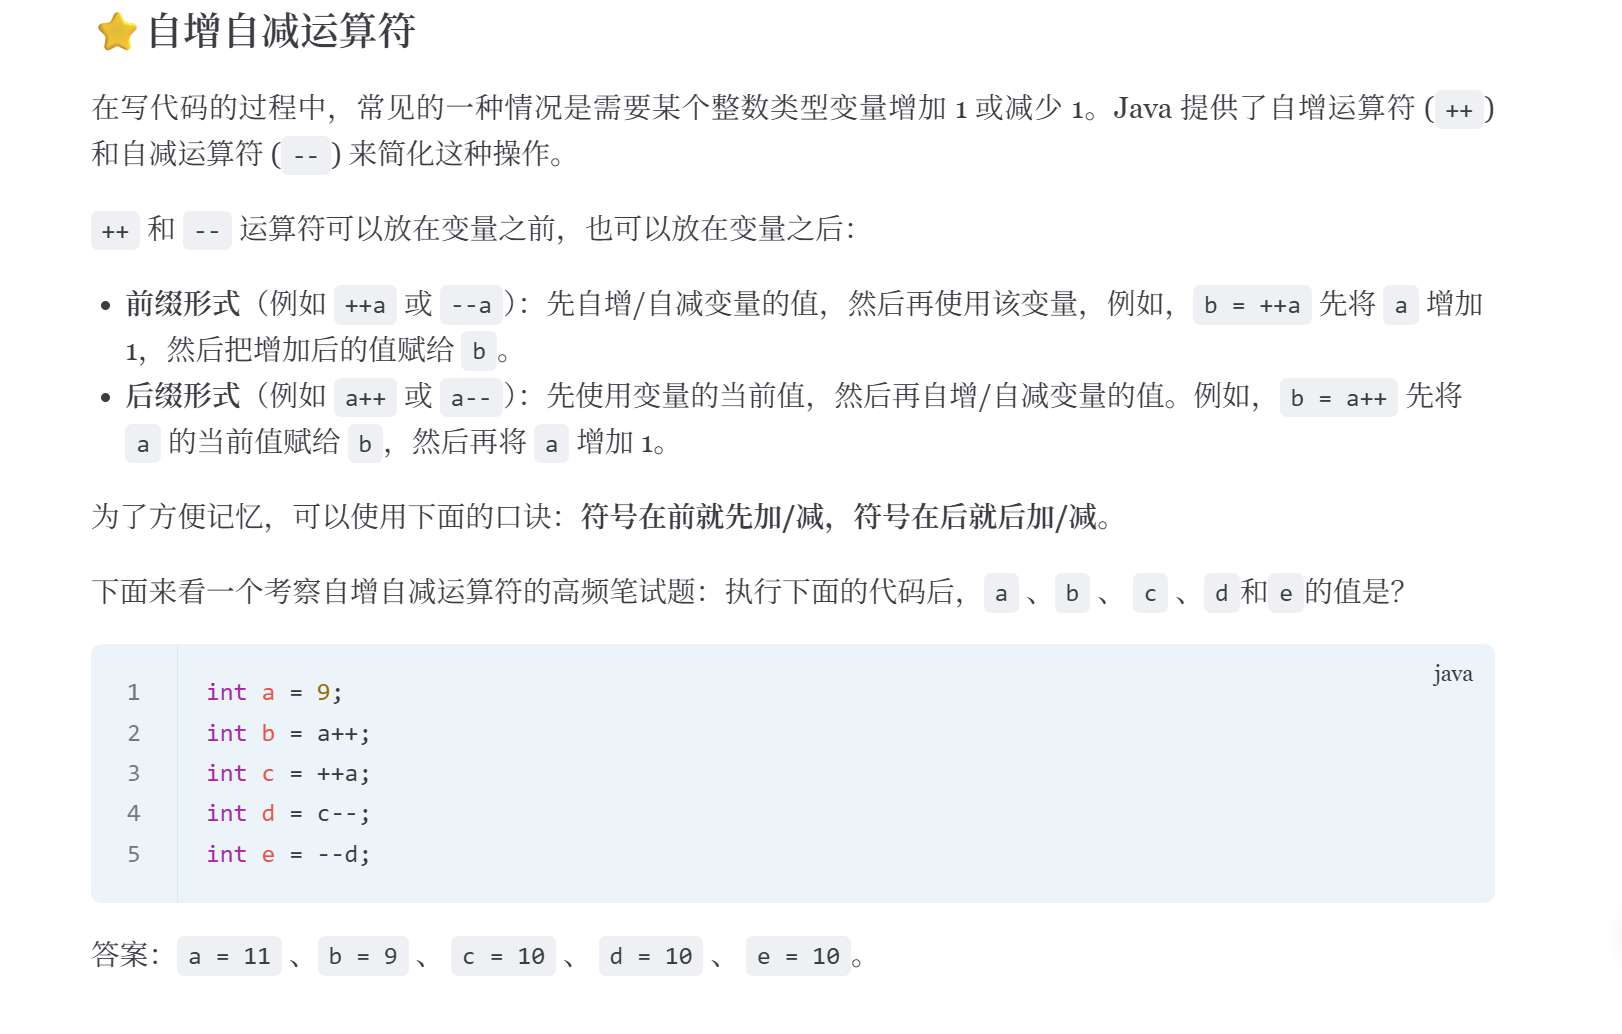 ⭐自增自减运算符
在写代码的过程中，常见的一种情况是需要某个整数类型变量增加 1 或减少 1。Java 提供了自增运算符 (++)
和自减运算符 (--) 来简化这种操作。
++ 和 -- 运算符可以放在变量之前，也可以放在变量之后：
• 前缀形式（例如 ++a 或 --a）：先自增/自减变量的值，然后再使用该变量，例如，b = ++a 先将 a 增加
1，然后把增加后的值赋给 b。
• 后缀形式（例如 a++ 或 a--）：先使用变量的当前值，然后再自增/自减变量的值。例如，b = a++ 先将
a 的当前值赋给 b，然后再将 a 增加 1。
为了方便记忆，可以使用下面的口诀：符号在前就先加/减，符号在后就后加/减。
下面来看一个考察自增自减运算符的高频笔试题：执行下面的代码后，a 、b 、 c 、d和e的值是？
java
1 int a = 9;
2 int b = a++;
3 int c = ++a;
4 int d = c--;
5 int e = --d;
答案：a = 11 、b = 9 、 c = 10 、 d = 10 、 e = 10。